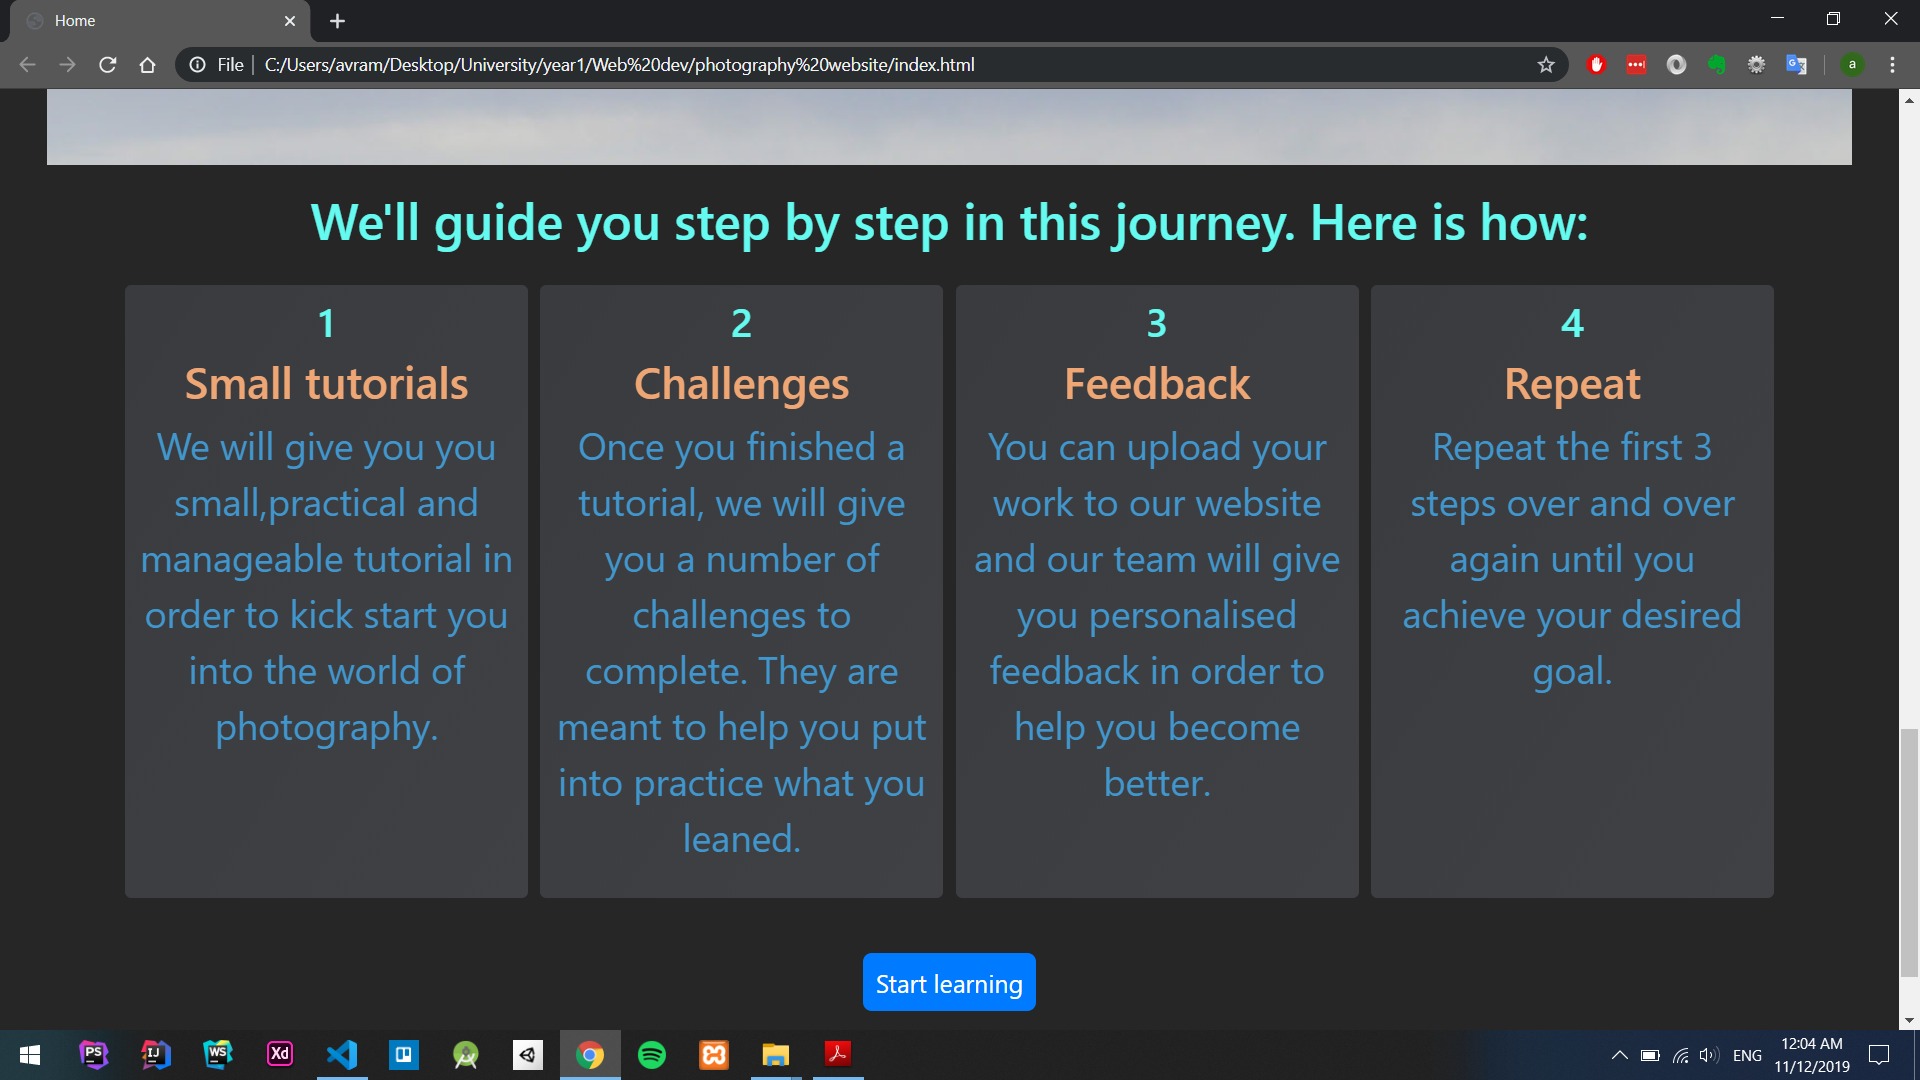 Home
File
C:/Users/avram/Desktop/University/year1/Web%20dev/photography%20website/index.html
a
We'll guide you step by step in this journey. Here is how:
1
Small tutorials
We will give you you
small,practical and
manageable tutorial in
order to kick start you
into the world of
photography.
2
Challenges
Once you finished a
tutorial, we will give
you a number of
challenges to
complete. They are
meant to help you put
into practice what you
leaned.
3
Feedback
You can upload your
work to our website
and our team will give
you personalised
feedback in order to
help you become
better.
4
Repeat
Repeat the first 3
steps over and over
again until you
achieve your desired
goal.
Start learning
PS
IJ
WS
Xd
ENG
12:04 AM
11/12/2019